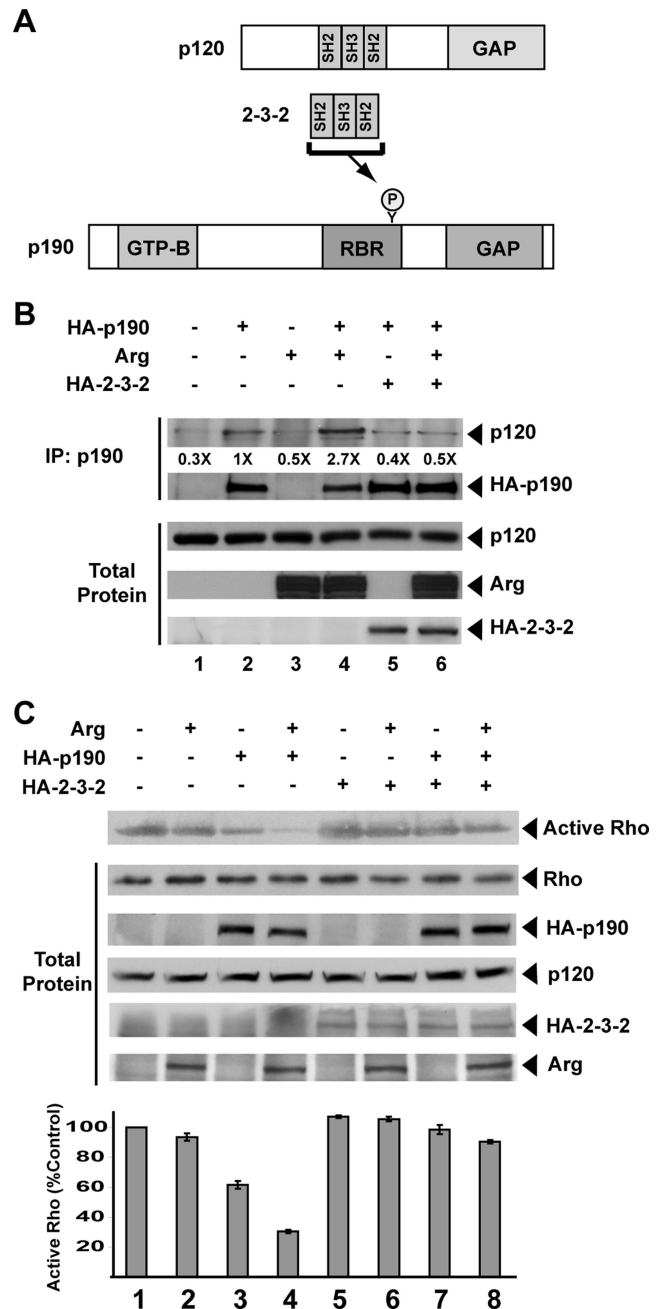 A
p120
SH2 SH3 SH2
GAP
2-3-2
SH2 SH3 SH2
P
Y
p190
GTP-B
RBR
GAP
B
HA-p190 - + - + + +
Arg - - + + - +
HA-2-3-2 - - - - + +
IP: p190
p120
0.3X 1X 0.5X 2.7X 0.4X 0.5X
HA-p190
Total Protein
p120
Arg
HA-2-3-2
1 2 3 4 5 6
C
Arg - + - + - + - +
HA-p190 - - + + - - + +
HA-2-3-2 - - - - + + + +
Active Rho
Total Protein
Rho
HA-p190
p120
HA-2-3-2
Arg
Active Rho (%Control)
100
80
60
40
20
1 2 3 4 5 6 7 8